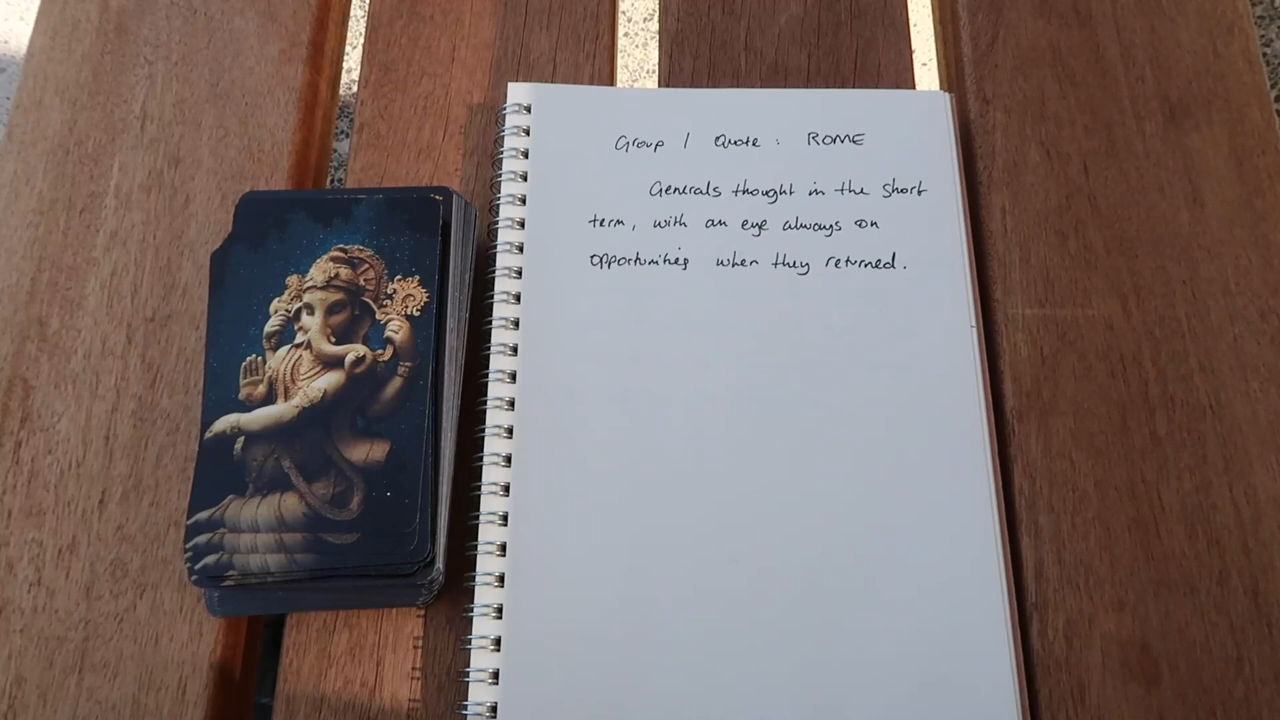 Group 1 Quote : ROME
Generals thought in the short
term, with an eye always on
opportunities when they returned.